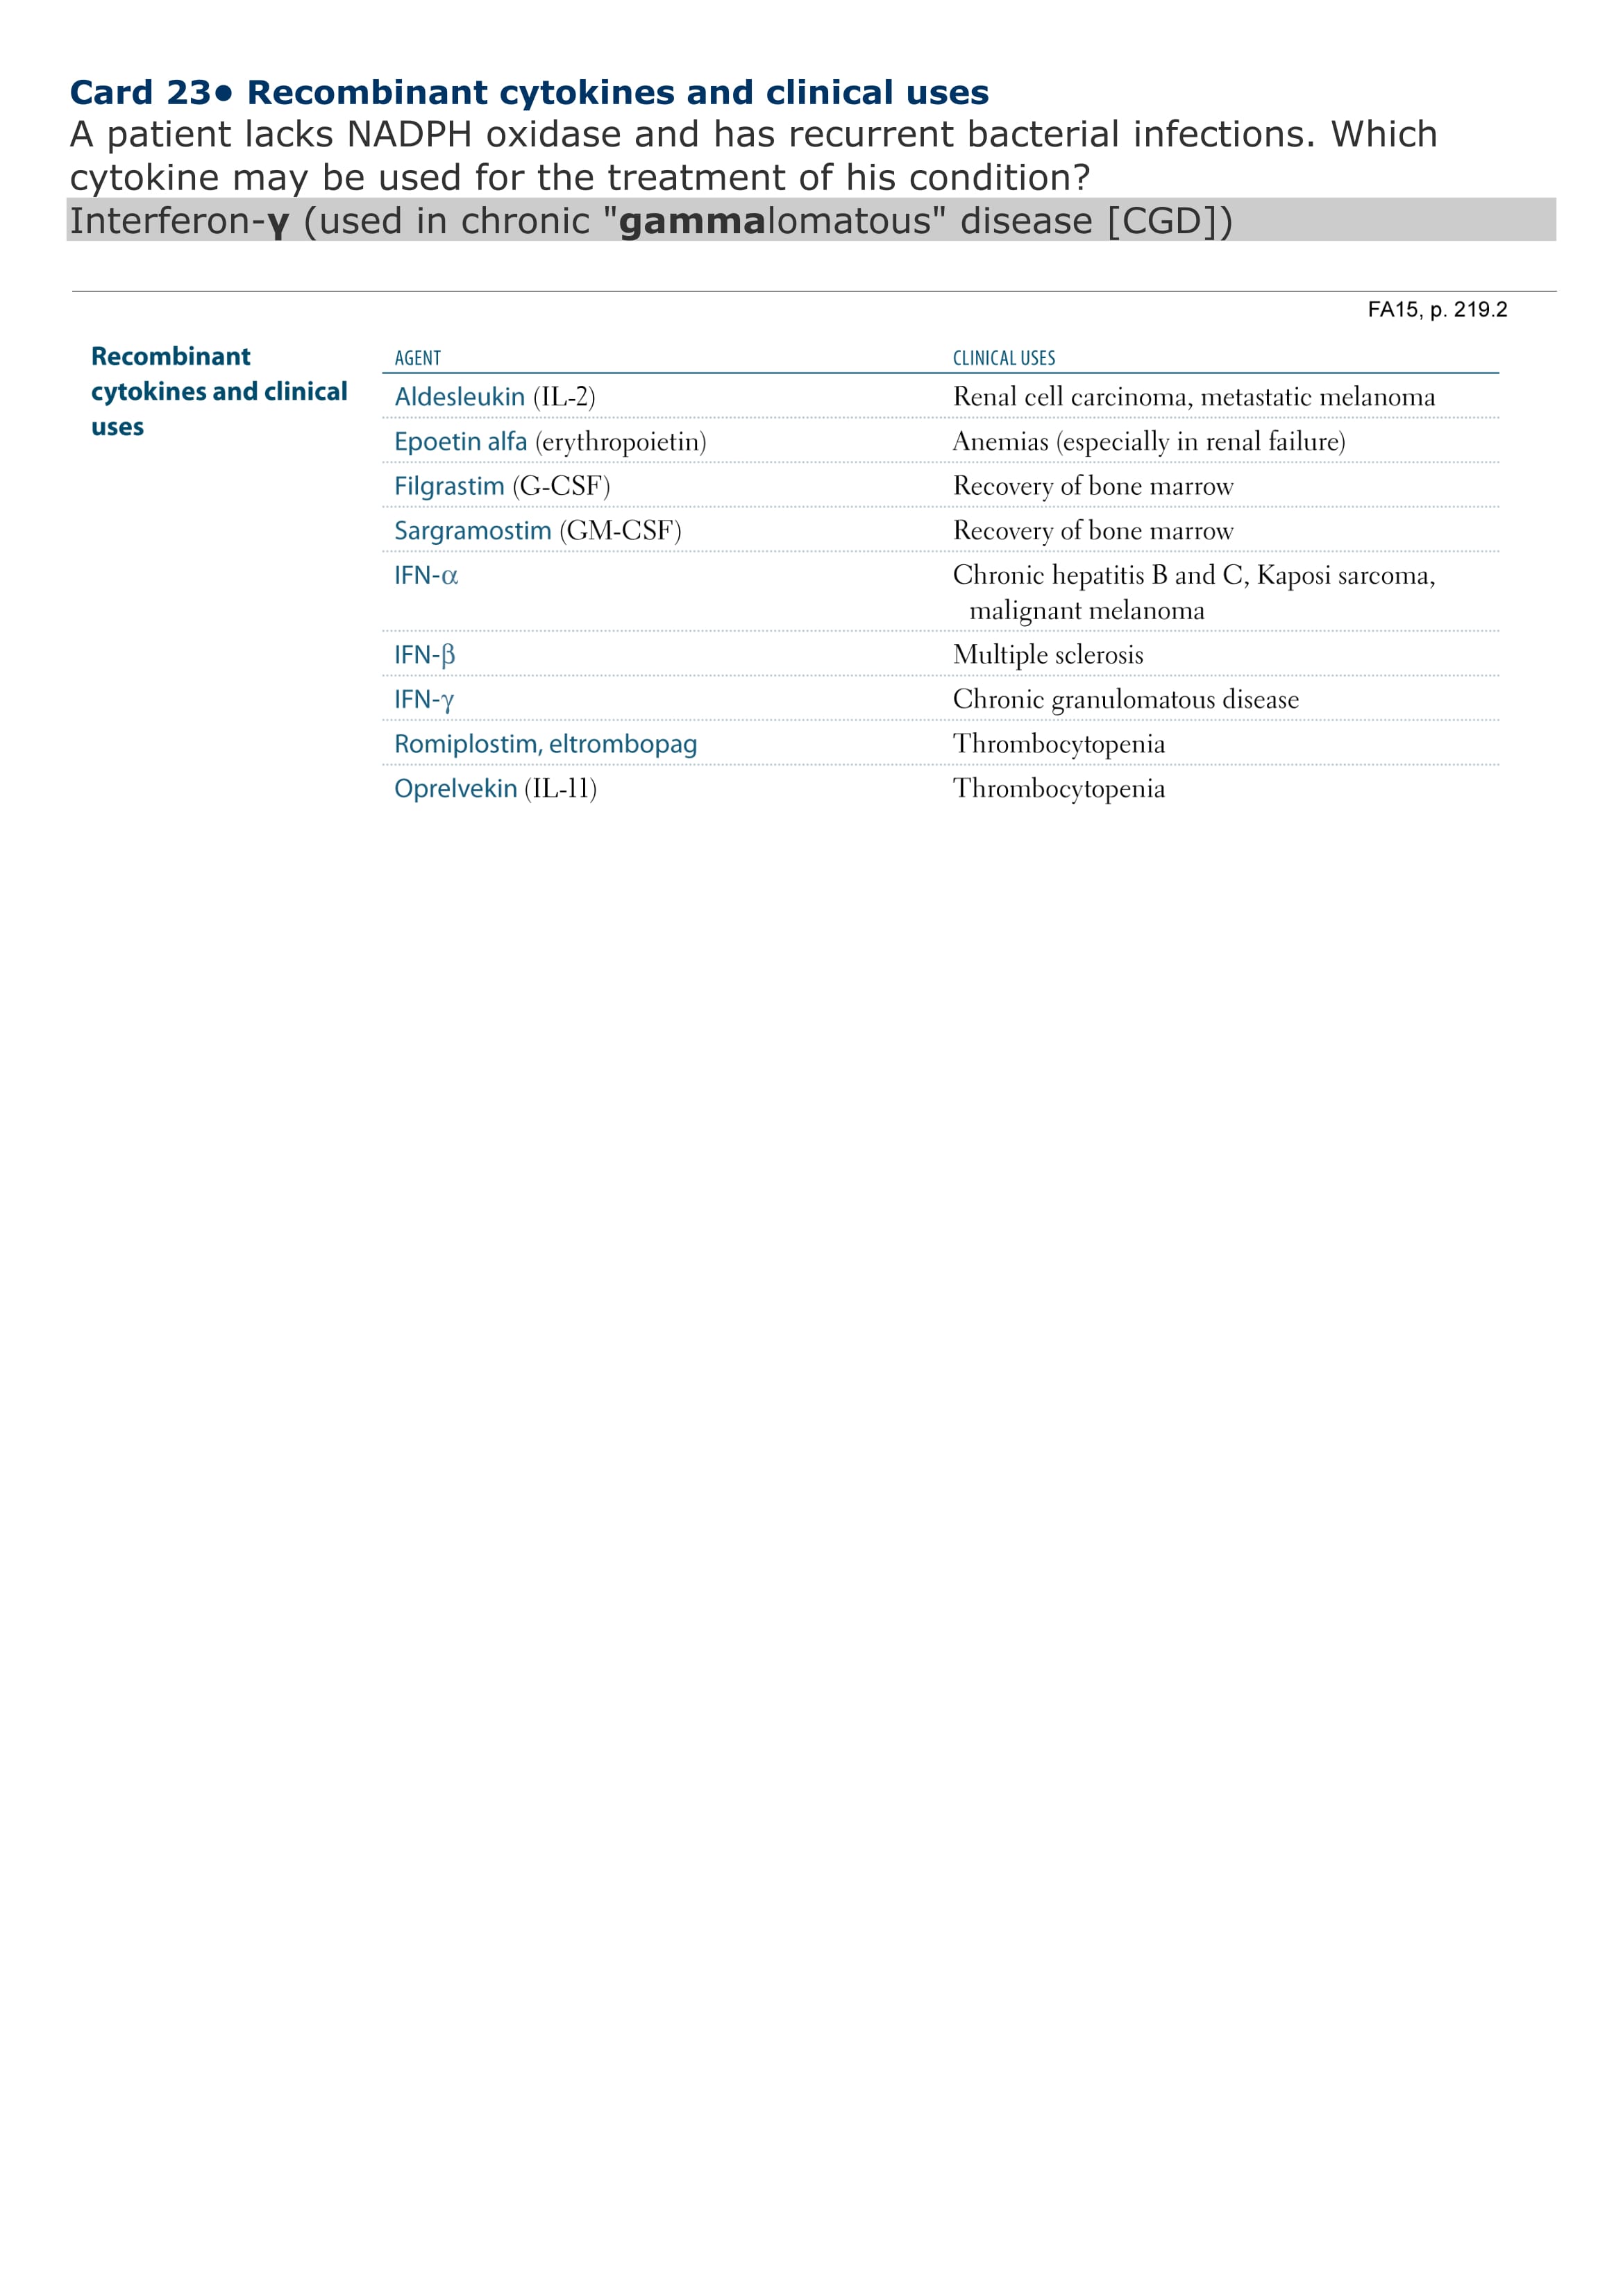 Card 23• Recombinant cytokines and clinical uses
A patient lacks NADPH oxidase and has recurrent bacterial infections. Which
cytokine may be used for the treatment of his condition?
Interferon-γ (used in chronic "gammalomatous" disease [CGD])
FA15, p. 219.2
Recombinant
cytokines and clinical
uses
AGENT CLINICAL USES
Aldesleukin (IL-2) Renal cell carcinoma, metastatic melanoma
Epoetin alfa (erythropoietin) Anemias (especially in renal failure)
Filgrastim (G-CSF) Recovery of bone marrow
Sargramostim (GM-CSF) Recovery of bone marrow
IFN-α Chronic hepatitis B and C, Kaposi sarcoma,
malignant melanoma
IFN-β Multiple sclerosis
IFN-γ Chronic granulomatous disease
Romiplostim, eltrombopag Thrombocytopenia
Oprelvekin (IL-11) Thrombocytopenia